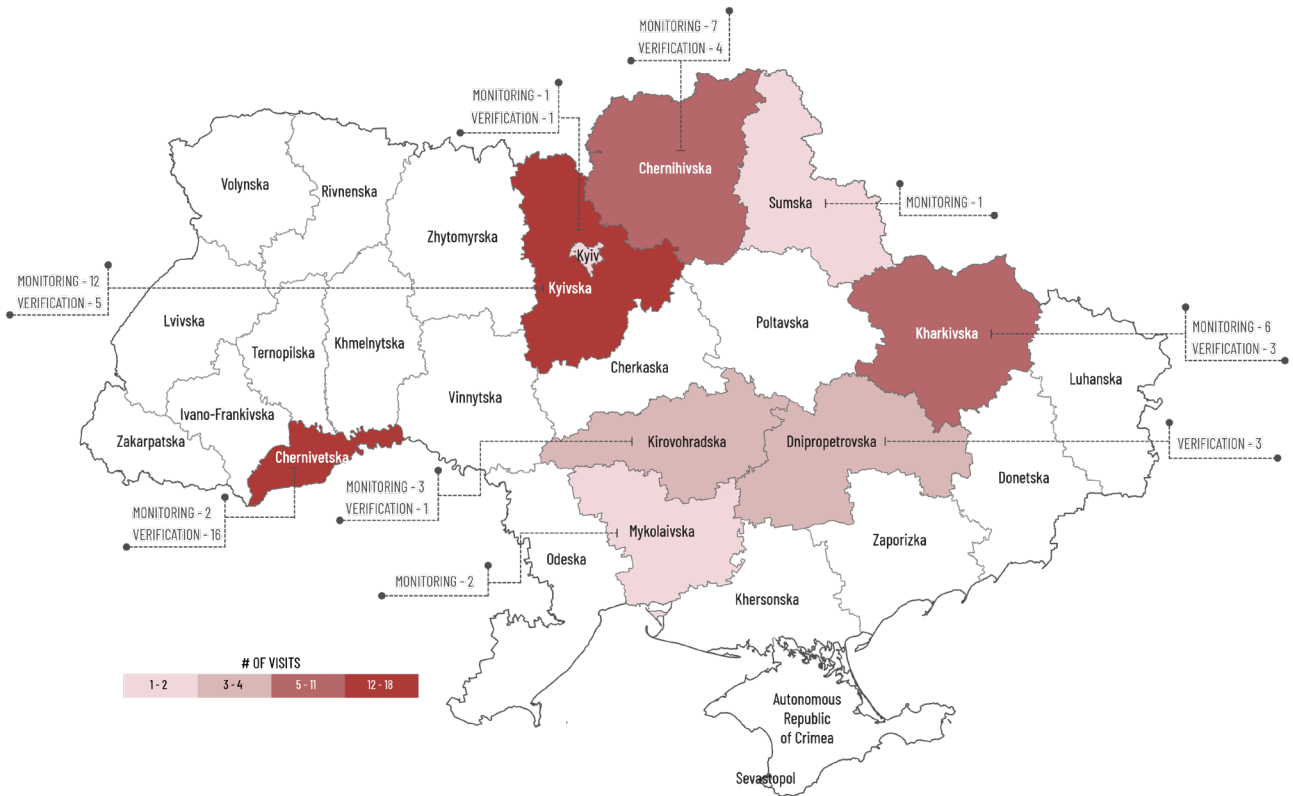 MONITORING - 7
VERIFICATION - 4
MONITORING - 1
VERIFICATION - 1
Chernihivska
Volynska
Rivnenska
Sumska
MONITORING - 1
Zhytomyrska
Kyiv
MONITORING - 12
VERIFICATION - 5
Kyivska
Lvivska
Poltavska
Kharkivska
MONITORING - 6
VERIFICATION - 3
Ternopilska
Khmelnytska
Cherkaska
Luhanska
Vinnytska
Ivano-Frankivska
Zakarpatska
Kirovohradska
Dnipropetrovska
VERIFICATION - 3
Chernivetska
Donetska
MONITORING - 3
VERIFICATION - 1
MONITORING - 2
VERIFICATION - 16
Mykolaivska
Zaporizka
Odeska
MONITORING - 2
Khersonska
# OF VISITS
1 - 2 3 - 4 5 - 11 12 - 18
Autonomous
Republic
of Crimea
Sevastopol